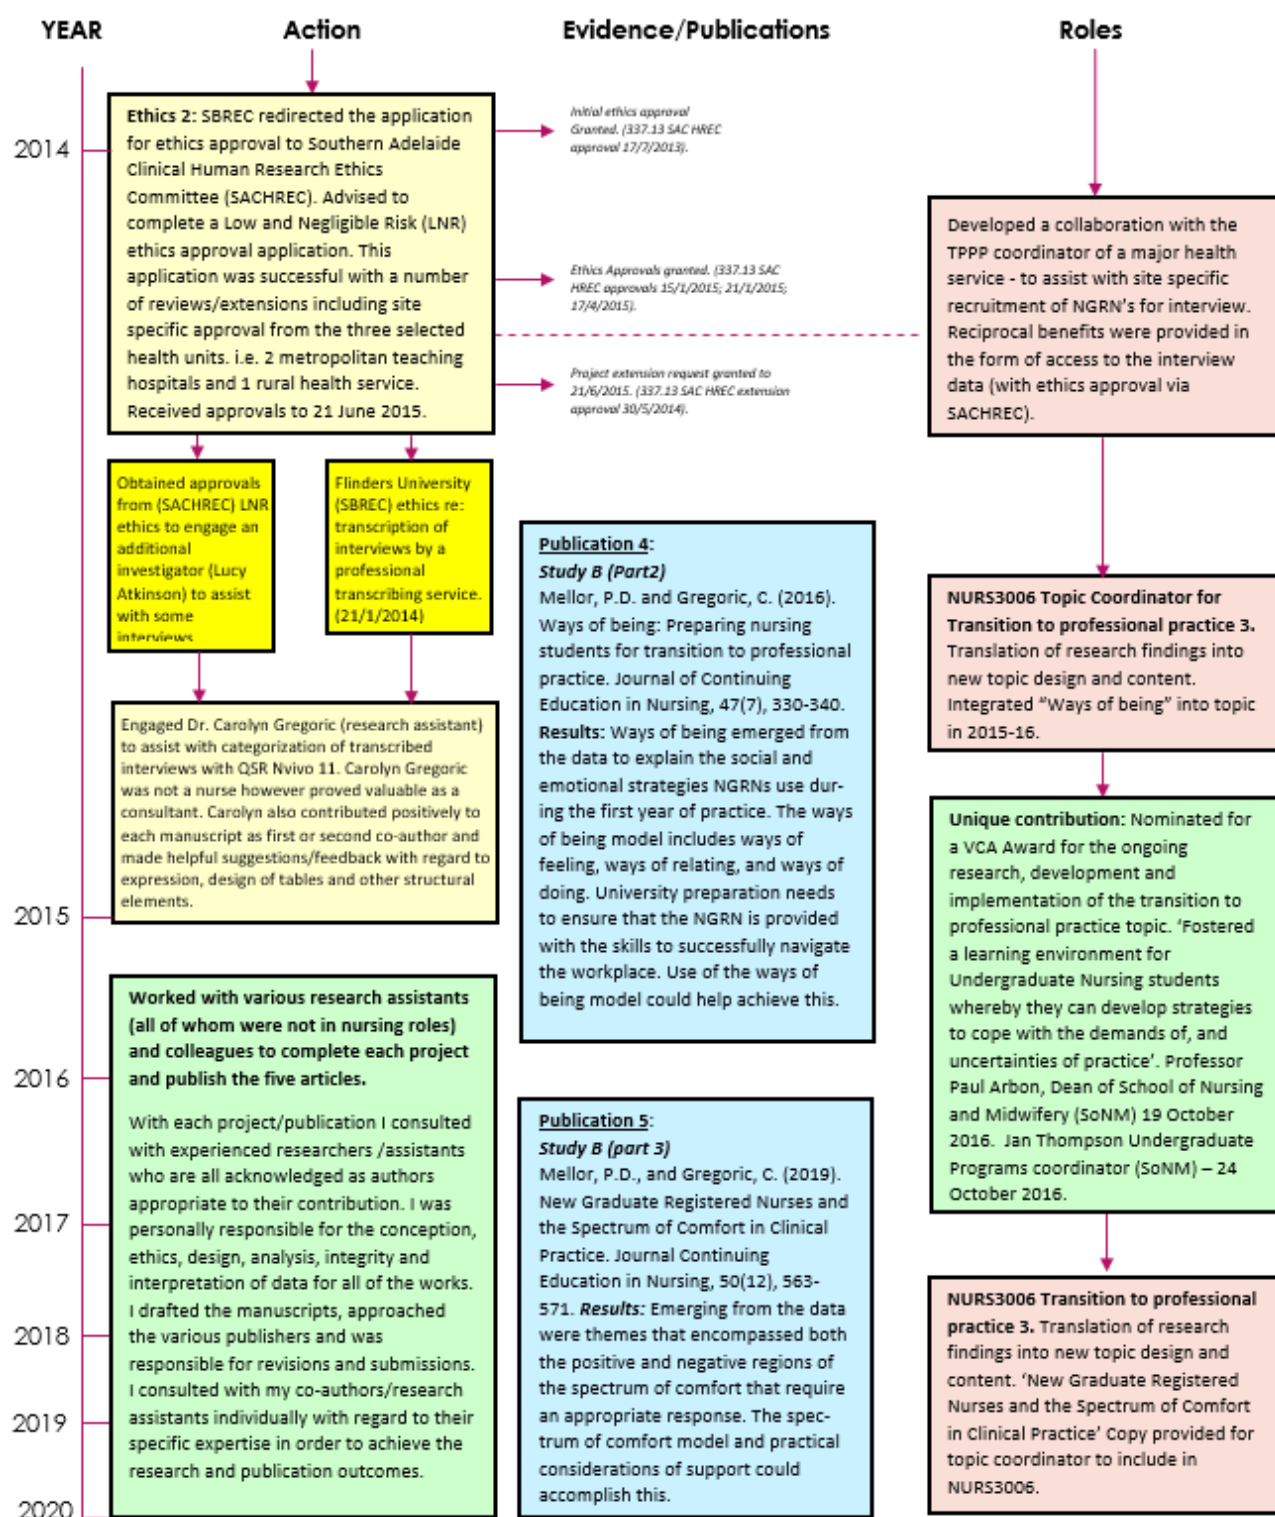 YEAR
Action
Evidence/Publications
Roles
2014
2015
2016
2017
2018
2019
2020
Ethics 2: SBREC redirected the application
for ethics approval to Southern Adelaide
Clinical Human Research Ethics
Committee (SACHREC). Advised to
complete a Low and Negligible Risk (LNR)
ethics approval application. This
application was successful with a number
of reviews/extensions including site
specific approval from the three selected
health units. i.e. 2 metropolitan teaching
hospitals and 1 rural health service.
Received approvals to 21 June 2015.
Obtained approvals
from (SACHREC) LNR
ethics to engage an
additional
investigator (Lucy
Atkinson) to assist
with some
interviews
Flinders University
(SBREC) ethics re:
transcription of
interviews by a
professional
transcribing service.
(21/1/2014)
Engaged Dr. Carolyn Gregoric (research assistant)
to assist with categorization of transcribed
interviews with QSR Nvivo 11. Carolyn Gregoric
was not a nurse however proved valuable as a
consultant. Carolyn also contributed positively to
each manuscript as first or second co-author and
made helpful suggestions/feedback with regard to
expression, design of tables and other structural
elements.
Worked with various research assistants
(all of whom were not in nursing roles)
and colleagues to complete each project
and publish the five articles.
With each project/publication I consulted
with experienced researchers /assistants
who are all acknowledged as authors
appropriate to their contribution. I was
personally responsible for the conception,
ethics, design, analysis, integrity and
interpretation of data for all of the works.
I drafted the manuscripts, approached
the various publishers and was
responsible for revisions and submissions.
I consulted with my co-authors/research
assistants individually with regard to their
specific expertise in order to achieve the
research and publication outcomes.
Initial ethics approval
Granted. (337.13 SAC HREC
approval 17/7/2013).
Ethics Approvals granted. (337.13 SAC
HREC approvals 15/1/2015; 21/1/2015;
17/4/2015).
Project extension request granted to
21/6/2015. (337.13 SAC HREC extension
approval 30/5/2014).
Publication 4:
Study B (Part2)
Mellor, P.D. and Gregoric, C. (2016).
Ways of being: Preparing nursing
students for transition to professional
practice. Journal of Continuing
Education in Nursing, 47(7), 330-340.
Results: Ways of being emerged from
the data to explain the social and
emotional strategies NGRNs use dur-
ing the first year of practice. The ways
of being model includes ways of
feeling, ways of relating, and ways of
doing. University preparation needs
to ensure that the NGRN is provided
with the skills to successfully navigate
the workplace. Use of the ways of
being model could help achieve this.
Publication 5:
Study B (part 3)
Mellor, P.D., and Gregoric, C. (2019).
New Graduate Registered Nurses and
the Spectrum of Comfort in Clinical
Practice. Journal Continuing
Education in Nursing, 50(12), 563-
571. Results: Emerging from the data
were themes that encompassed both
the positive and negative regions of
the spectrum of comfort that require
an appropriate response. The spec-
trum of comfort model and practical
considerations of support could
accomplish this.
Developed a collaboration with the
TPPP coordinator of a major health
service - to assist with site specific
recruitment of NGRN's for interview.
Reciprocal benefits were provided in
the form of access to the interview
data (with ethics approval via
SACHREC).
NURS3006 Topic Coordinator for
Transition to professional practice 3.
Translation of research findings into
new topic design and content.
Integrated “Ways of being” into topic
in 2015-16.
Unique contribution: Nominated for
a VCA Award for the ongoing
research, development and
implementation of the transition to
professional practice topic. ‘Fostered
a learning environment for
Undergraduate Nursing students
whereby they can develop strategies
to cope with the demands of, and
uncertainties of practice’. Professor
Paul Arbon, Dean of School of Nursing
and Midwifery (SoNM) 19 October
2016. Jan Thompson Undergraduate
Programs coordinator (SoNM) – 24
October 2016.
NURS3006 Transition to professional
practice 3. Translation of research
findings into new topic design and
content. ‘New Graduate Registered
Nurses and the Spectrum of Comfort
in Clinical Practice’ Copy provided for
topic coordinator to include in
NURS3006.